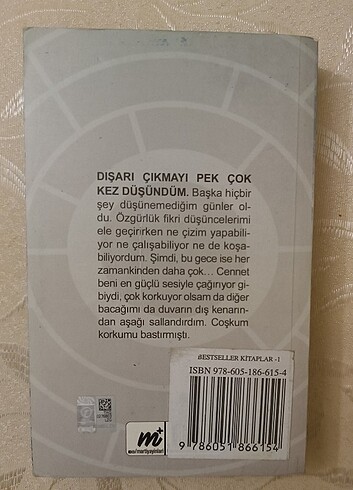 DIŞARI ÇIKMAYI PEK ÇOK
KEZ DÜŞÜNDÜM. Başka hiçbir
şey düşünemediğim günler ol-
du. Özgürlük fikri düşüncelerimi
ele geçirirken ne çizim yapabili-
yor ne çalışabiliyor ne de koşa-
biliyordum. Şimdi, bu gece ise her
zamankinden daha çok... Cennet
beni en güçlü sesiyle çağırıyor gi-
biydi, çok korkuyor olsam da diğer
bacağımı da duvarın dış kenarın-
dan aşağı sallandırdım. Coşkum
korkumu bastırmıştı.
BESTSELLER KİTAPLAR -1
ISBN 978-605-186-615-4
9 786051 866154
m+